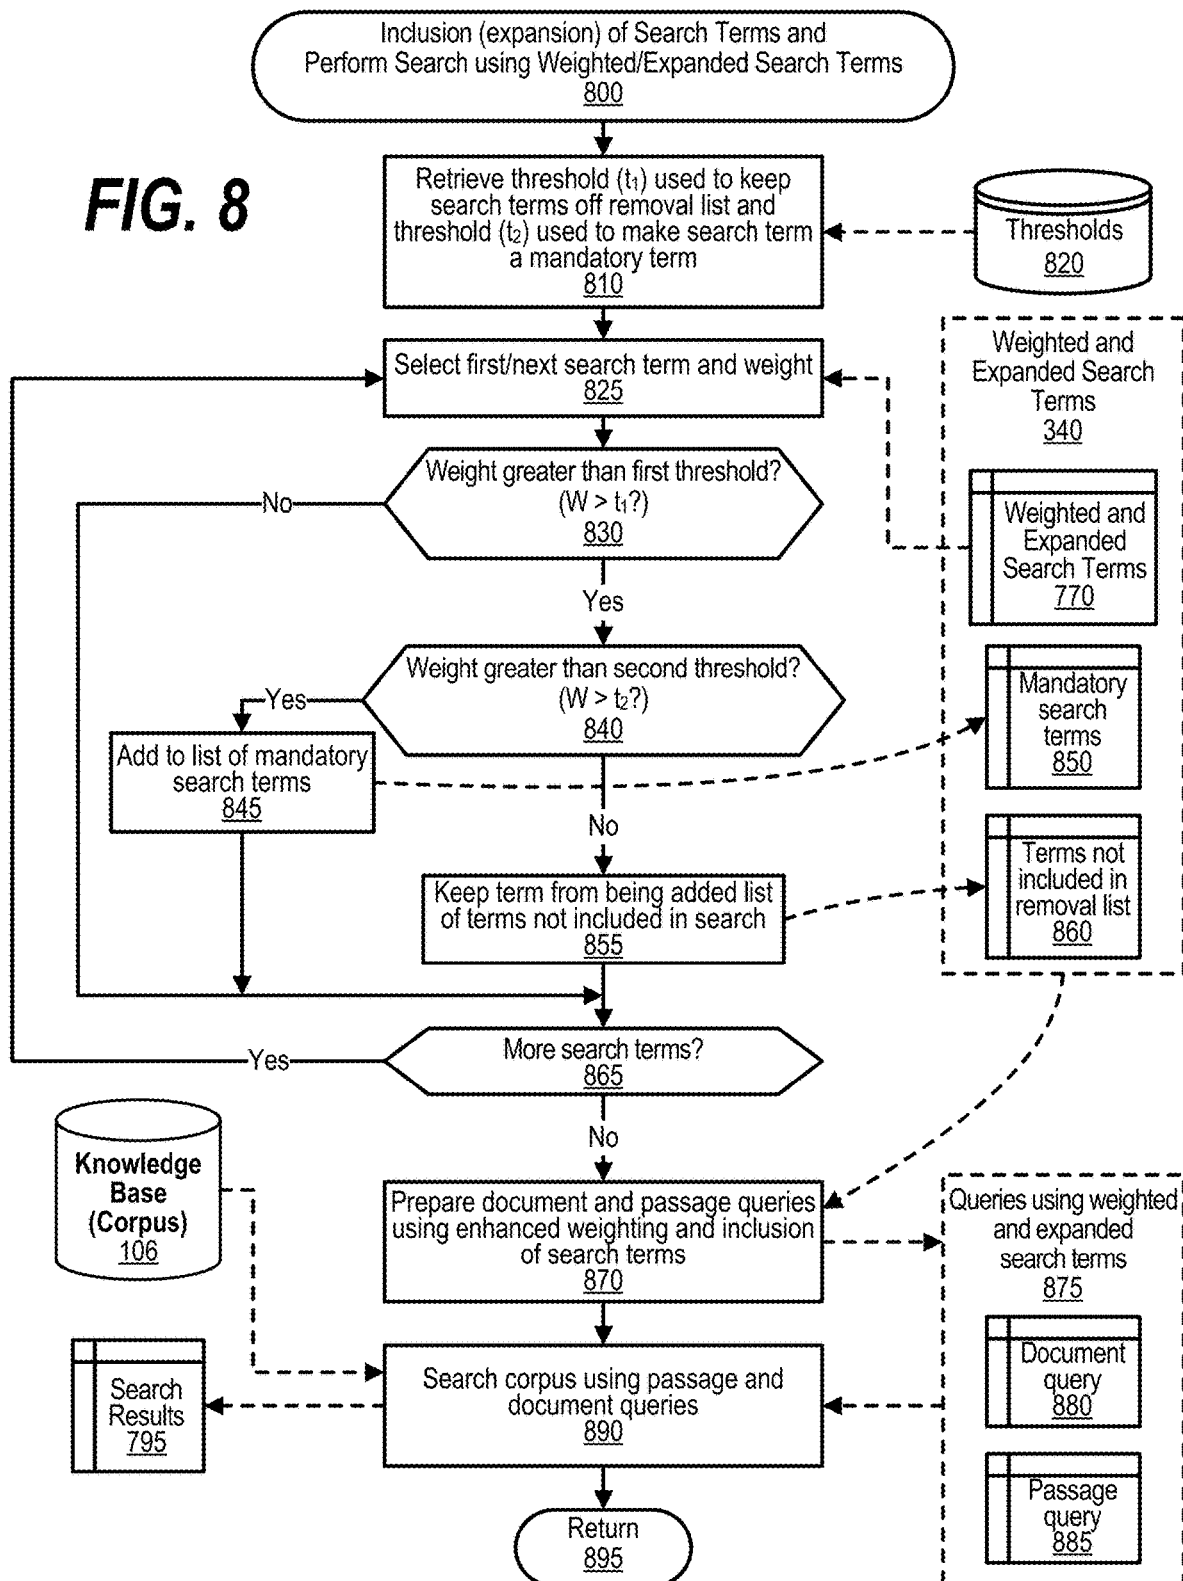 Inclusion (expansion) of Search Terms and
Perform Search using Weighted/Expanded Search Terms
800
FIG. 8
Retrieve threshold (t₁) used to keep
search terms off removal list and
threshold (t₂) used to make search term
a mandatory term
810
Thresholds
820
Select first/next search term and weight
825
Weighted and
Expanded Search
Terms
340
Weight greater than first threshold?
(W > t₁?)
830
No
Yes
Weighted and
Expanded
Search Terms
770
Weight greater than second threshold?
(W > t₂?)
840
Yes
No
Add to list of mandatory
search terms
845
Mandatory
search
terms
850
Keep term from being added list
of terms not included in search
855
Terms not
included in
removal list
860
More search terms?
865
Yes
No
Knowledge
Base
(Corpus)
106
Prepare document and passage queries
using enhanced weighting and inclusion
of search terms
870
Queries using weighted
and expanded
search terms
875
Document
query
880
Passage
query
885
Search corpus using passage and
document queries
890
Search
Results
795
Return
895